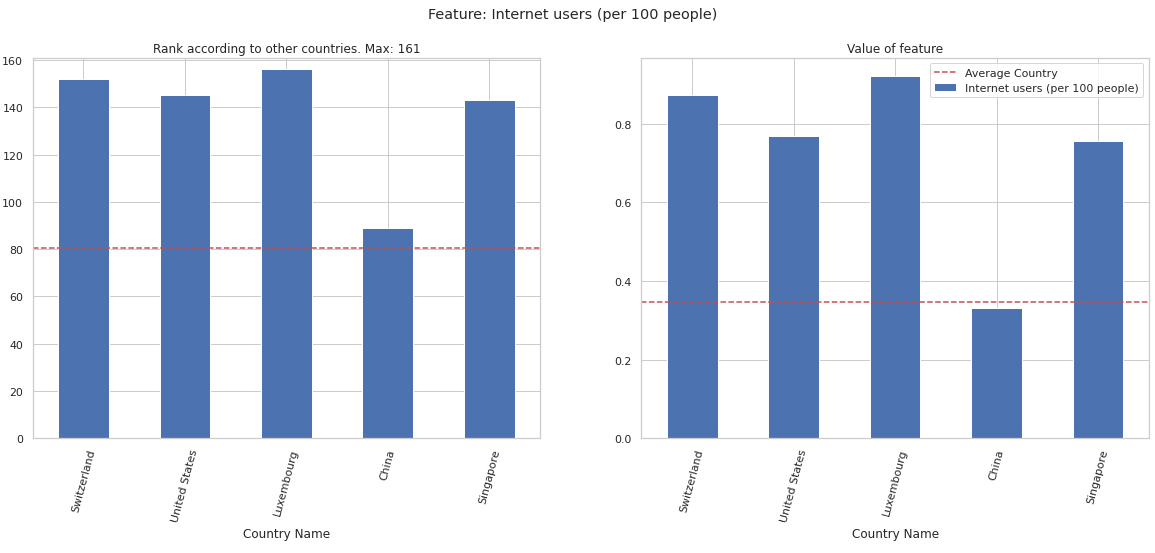 Feature: Internet users (per 100 people)
Rank according to other countries. Max: 161
160
140
120
100
80
60
40
20
0
Switzerland
United States
Luxembourg
China
Singapore
Country Name
Value of feature
Average Country
Internet users (per 100 people)
0.8
0.6
0.4
0.2
0.0
Switzerland
United States
Luxembourg
China
Singapore
Country Name